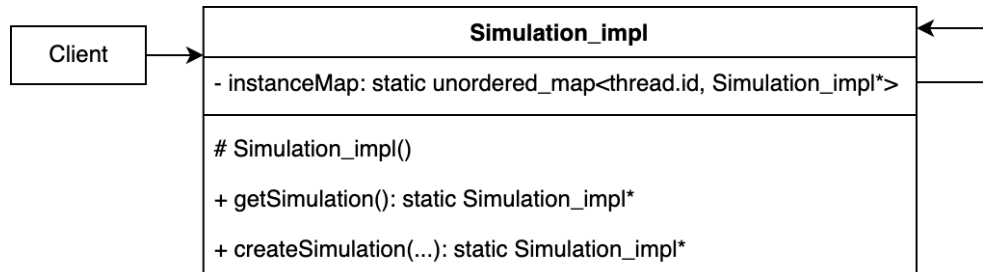 Simulation_impl
Client
- instanceMap: static unordered_map<thread.id, Simulation_impl*>
# Simulation_impl()
+ getSimulation(): static Simulation_impl*
+ createSimulation(...): static Simulation_impl*